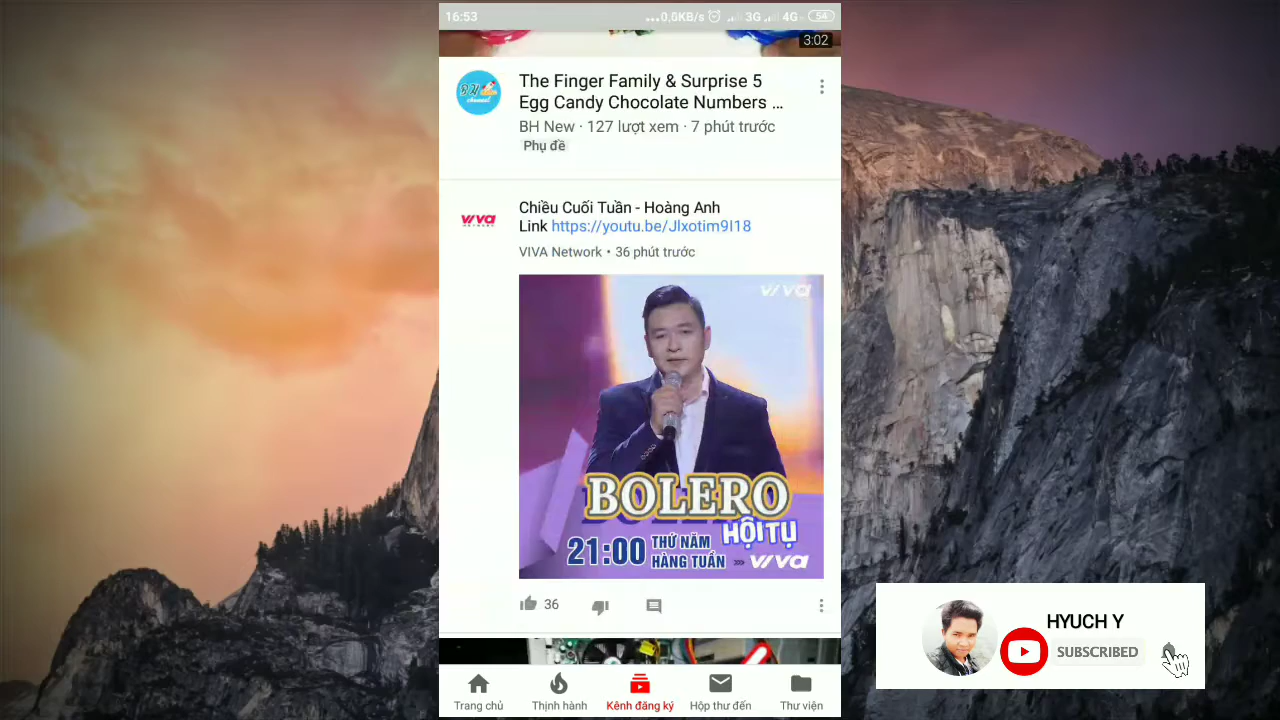 16:53
...0,0KB/s 3G 4G 54
3:02
The Finger Family & Surprise 5
Egg Candy Chocolate Numbers ...
BH New · 127 lượt xem · 7 phút trước
Phụ đề
Chiều Cuối Tuần - Hoàng Anh
VIVA
Link https://youtu.be/Jlxotim9I18
VIVA Network • 36 phút trước
VIVA
BOLERO
HỘI TỤ
21:00 THỨ NĂM
HÀNG TUẦN >>> VIVA
36
HYUCH Y
SUBSCRIBED
Trang chủ
Thịnh hành
Kênh đăng ký
Hộp thư đến
Thư viện